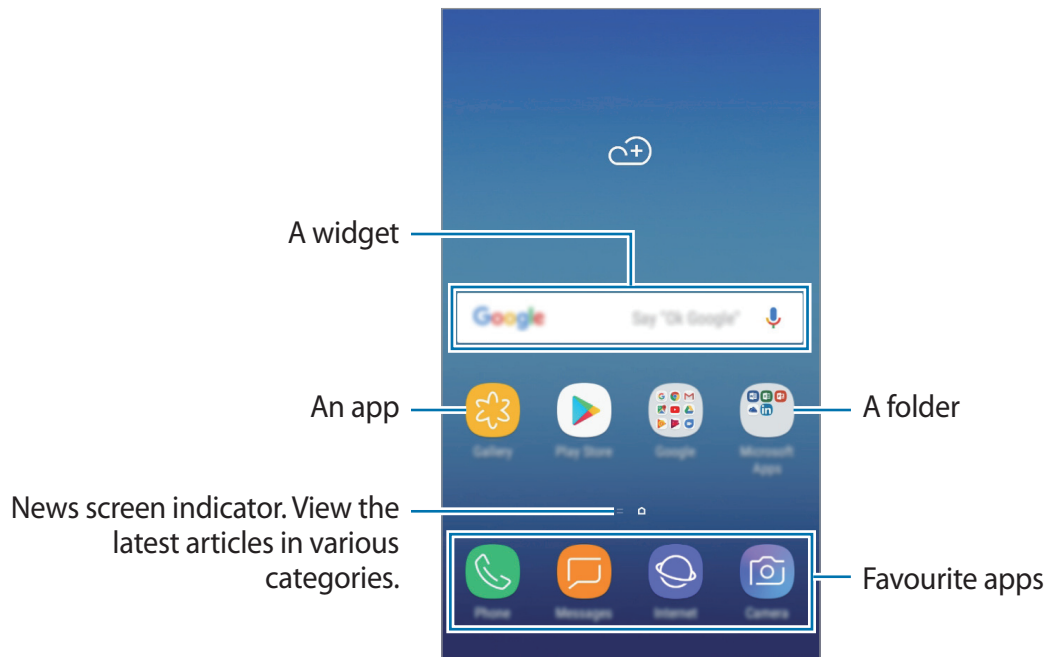 A widget
Google
Say "Ok Google"
An app
A folder
Gallery
Play Store
Google
Microsoft
Apps
News screen indicator. View the
latest articles in various
categories.
Favourite apps
Phone
Messages
Internet
Camera